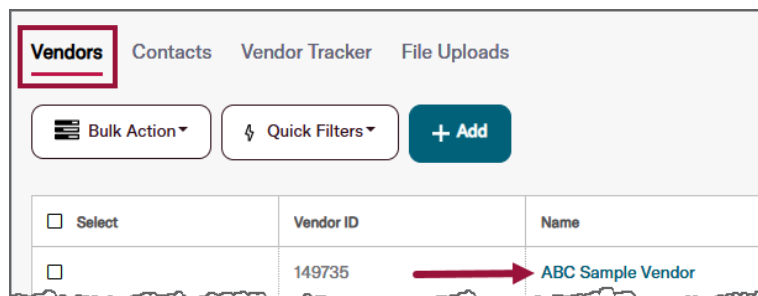 Vendors Contacts Vendor Tracker File Uploads
Bulk Action Quick Filters + Add
Select Vendor ID Name
149735 ABC Sample Vendor